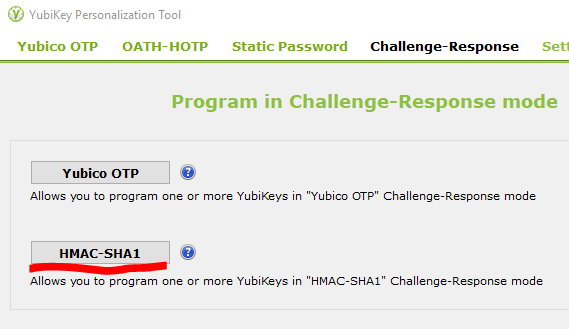 YubiKey Personalization Tool
Yubico OTP OATH-HOTP Static Password Challenge-Response
Program in Challenge-Response mode
Yubico OTP ?
Allows you to program one or more YubiKeys in "Yubico OTP" Challenge-Response mode
HMAC-SHA1 ?
Allows you to program one or more YubiKeys in "HMAC-SHA1" Challenge-Response mode